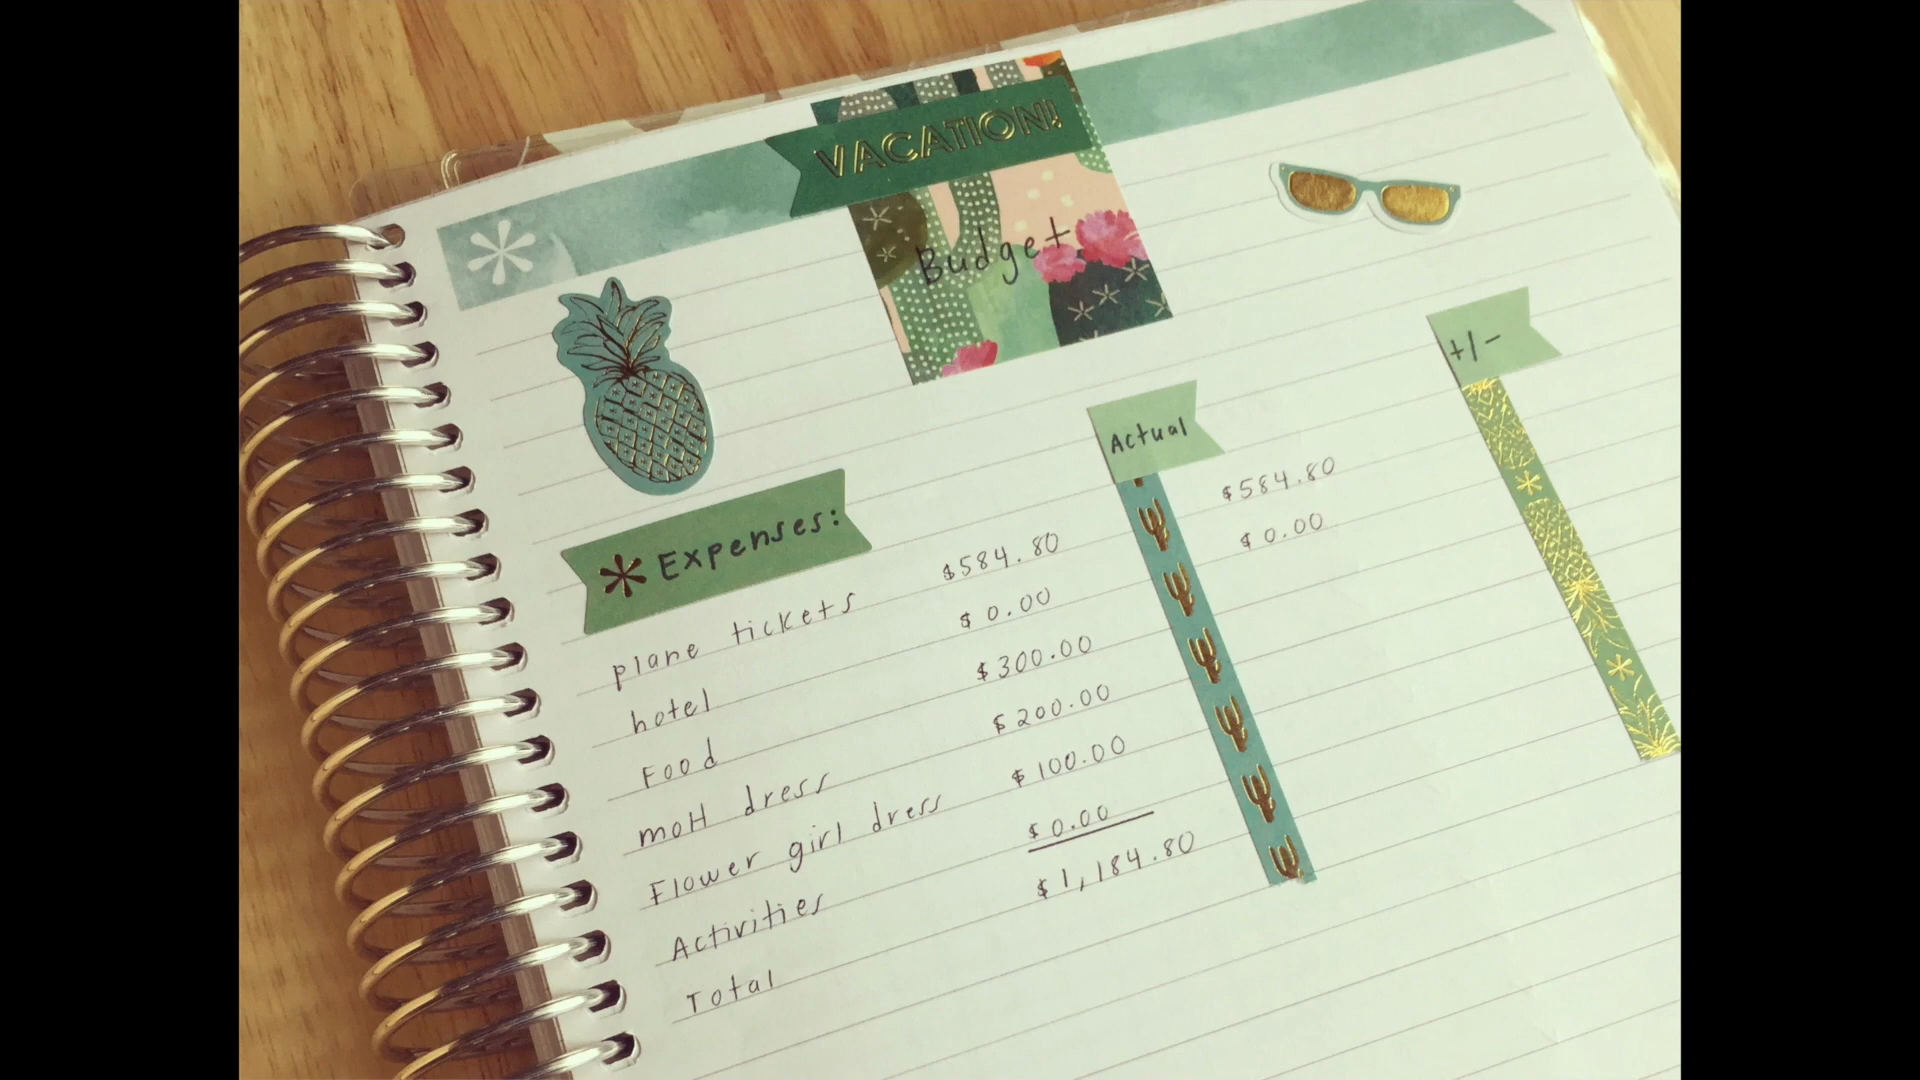 VACATION!
Budget
+/-
Actual
* Expenses:
plane tickets $584.80 $584.80
hotel $0.00 $0.00
Food $300.00
moH dress $200.00
Flower girl dress $100.00
Activities $0.00
Total $1,184.80